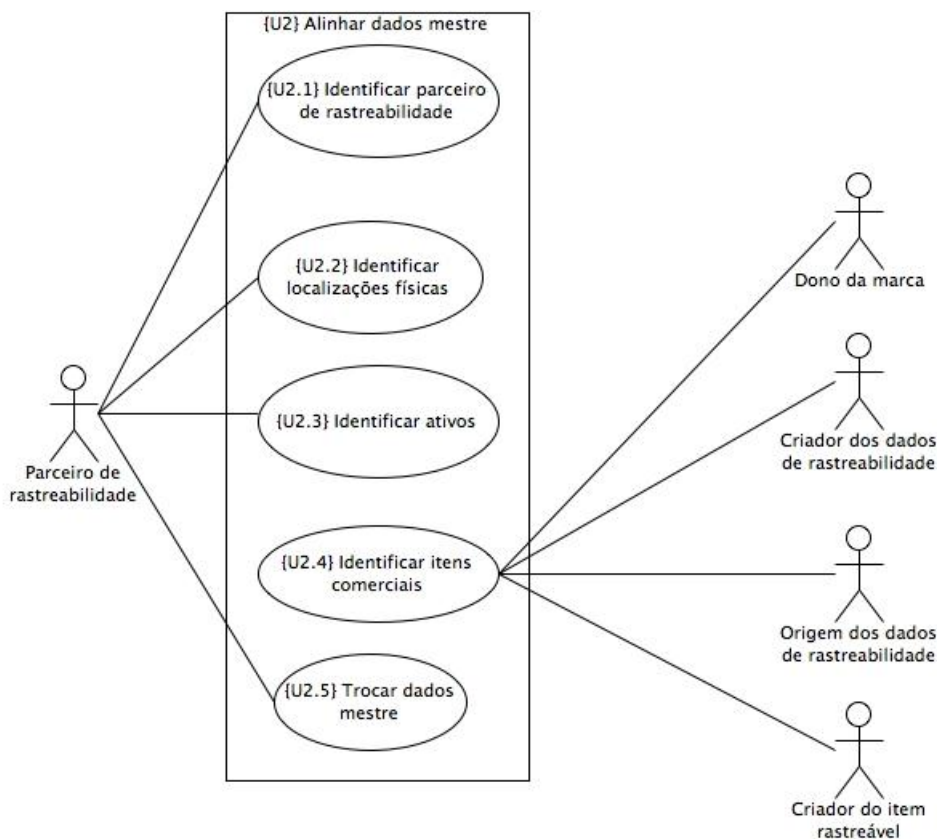 {U2} Alinhar dados mestre
{U2.1} Identificar parceiro
de rastreabilidade
{U2.2} Identificar
localizações físicas
{U2.3} Identificar ativos
{U2.4} Identificar itens
comerciais
{U2.5} Trocar dados
mestre
Parceiro de
rastreabilidade
Dono da marca
Criador dos dados
de rastreabilidade
Origem dos dados
de rastreabilidade
Criador do item
rastreável